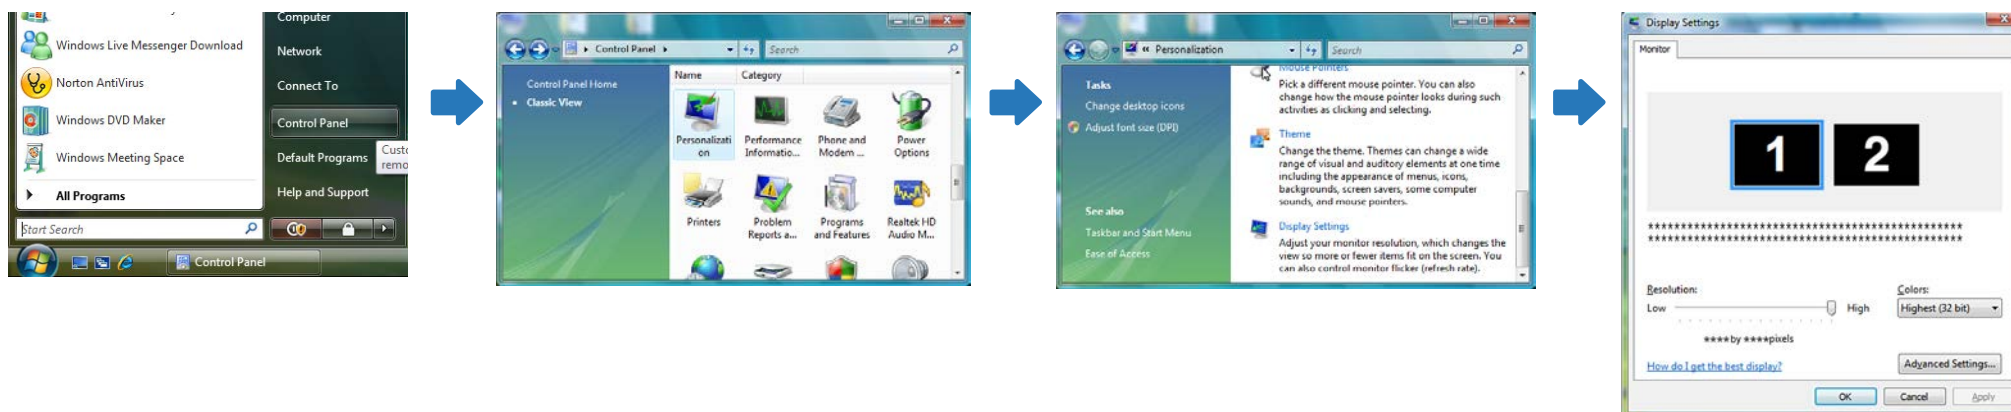 Computer
Windows Live Messenger Download
Network
Norton AntiVirus
Connect To
Windows DVD Maker
Control Panel
Windows Meeting Space
Default Programs
All Programs
Help and Support
Start Search
Control Panel
Control Panel
Search
Control Panel Home
Classic View
Name Category
Personalizati
on
Performance
Informatio...
Phone and
Modem ...
Power
Options
Printers
Problem
Reports a...
Programs
and Features
Realtek HD
Audio M...
« Personalization
Search
Tasks
Change desktop icons
Adjust font size (DPI)
See also
Taskbar and Start Menu
Ease of Access
Mouse Pointers
Pick a different mouse pointer. You can also
change how the mouse pointer looks during such
activities as clicking and selecting.
Theme
Change the theme. Themes can change a wide
range of visual and auditory elements at one time
including the appearance of menus, icons,
backgrounds, screen savers, some computer
sounds, and mouse pointers.
Display Settings
Adjust your monitor resolution, which changes the
view so more or fewer items fit on the screen. You
can also control monitor flicker (refresh rate).
Display Settings
Monitor
1 2
Resolution:
Low High
****by ****pixels
Colors:
Highest (32 bit)
How do I get the best display?
Advanced Settings...
OK Cancel Apply